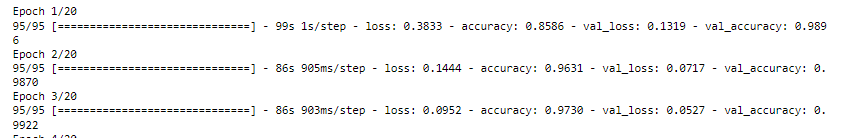 Epoch 1/20
95/95 [==============================] - 99s 1s/step - loss: 0.3833 - accuracy: 0.8586 - val_loss: 0.1319 - val_accuracy: 0.989
6
Epoch 2/20
95/95 [==============================] - 86s 905ms/step - loss: 0.1444 - accuracy: 0.9631 - val_loss: 0.0717 - val_accuracy: 0.
9870
Epoch 3/20
95/95 [==============================] - 86s 903ms/step - loss: 0.0952 - accuracy: 0.9730 - val_loss: 0.0527 - val_accuracy: 0.
9922
Epoch 4/20